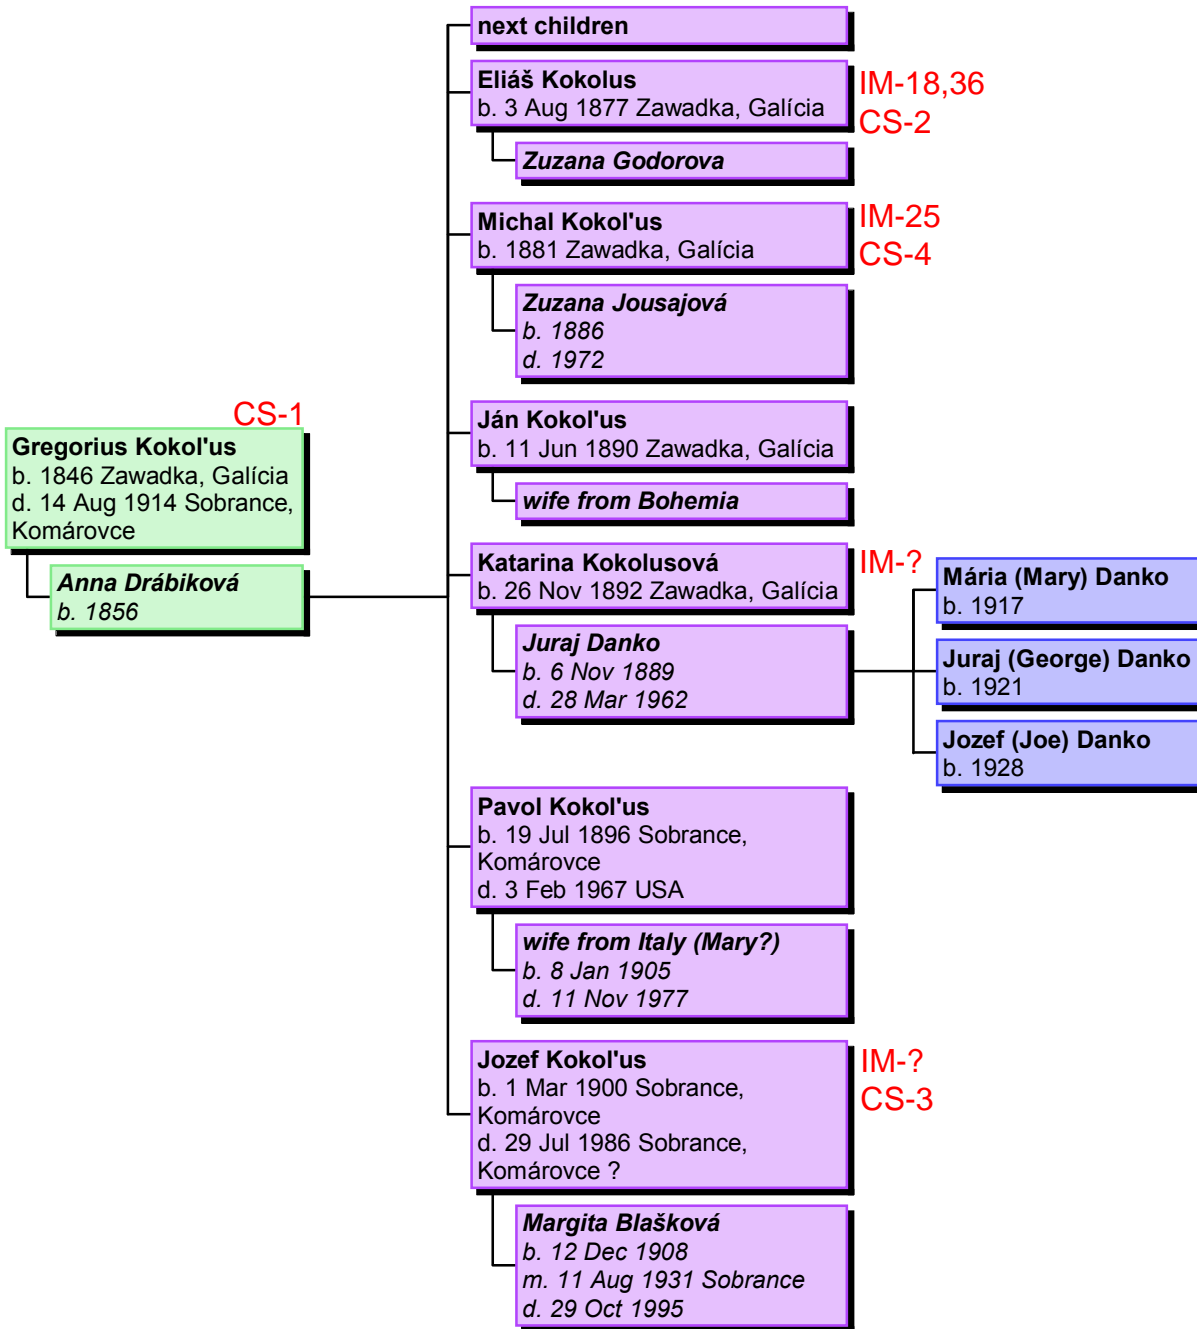 next children
Eliáš Kokolus
b. 3 Aug 1877 Zawadka, Galícia
IM-18,36
CS-2
Zuzana Godorova
Michal Kokol'us
b. 1881 Zawadka, Galícia
IM-25
CS-4
Zuzana Jousajová
b. 1886
d. 1972
CS-1
Gregorius Kokol'us
b. 1846 Zawadka, Galícia
d. 14 Aug 1914 Sobrance,
Komárovce
Anna Drábiková
b. 1856
Ján Kokol'us
b. 11 Jun 1890 Zawadka, Galícia
wife from Bohemia
Katarina Kokolusová
b. 26 Nov 1892 Zawadka, Galícia
IM-?
Juraj Danko
b. 6 Nov 1889
d. 28 Mar 1962
Mária (Mary) Danko
b. 1917
Juraj (George) Danko
b. 1921
Jozef (Joe) Danko
b. 1928
Pavol Kokol'us
b. 19 Jul 1896 Sobrance,
Komárovce
d. 3 Feb 1967 USA
wife from Italy (Mary?)
b. 8 Jan 1905
d. 11 Nov 1977
Jozef Kokol'us
b. 1 Mar 1900 Sobrance,
Komárovce
d. 29 Jul 1986 Sobrance,
Komárovce ?
IM-?
CS-3
Margita Blašková
b. 12 Dec 1908
m. 11 Aug 1931 Sobrance
d. 29 Oct 1995